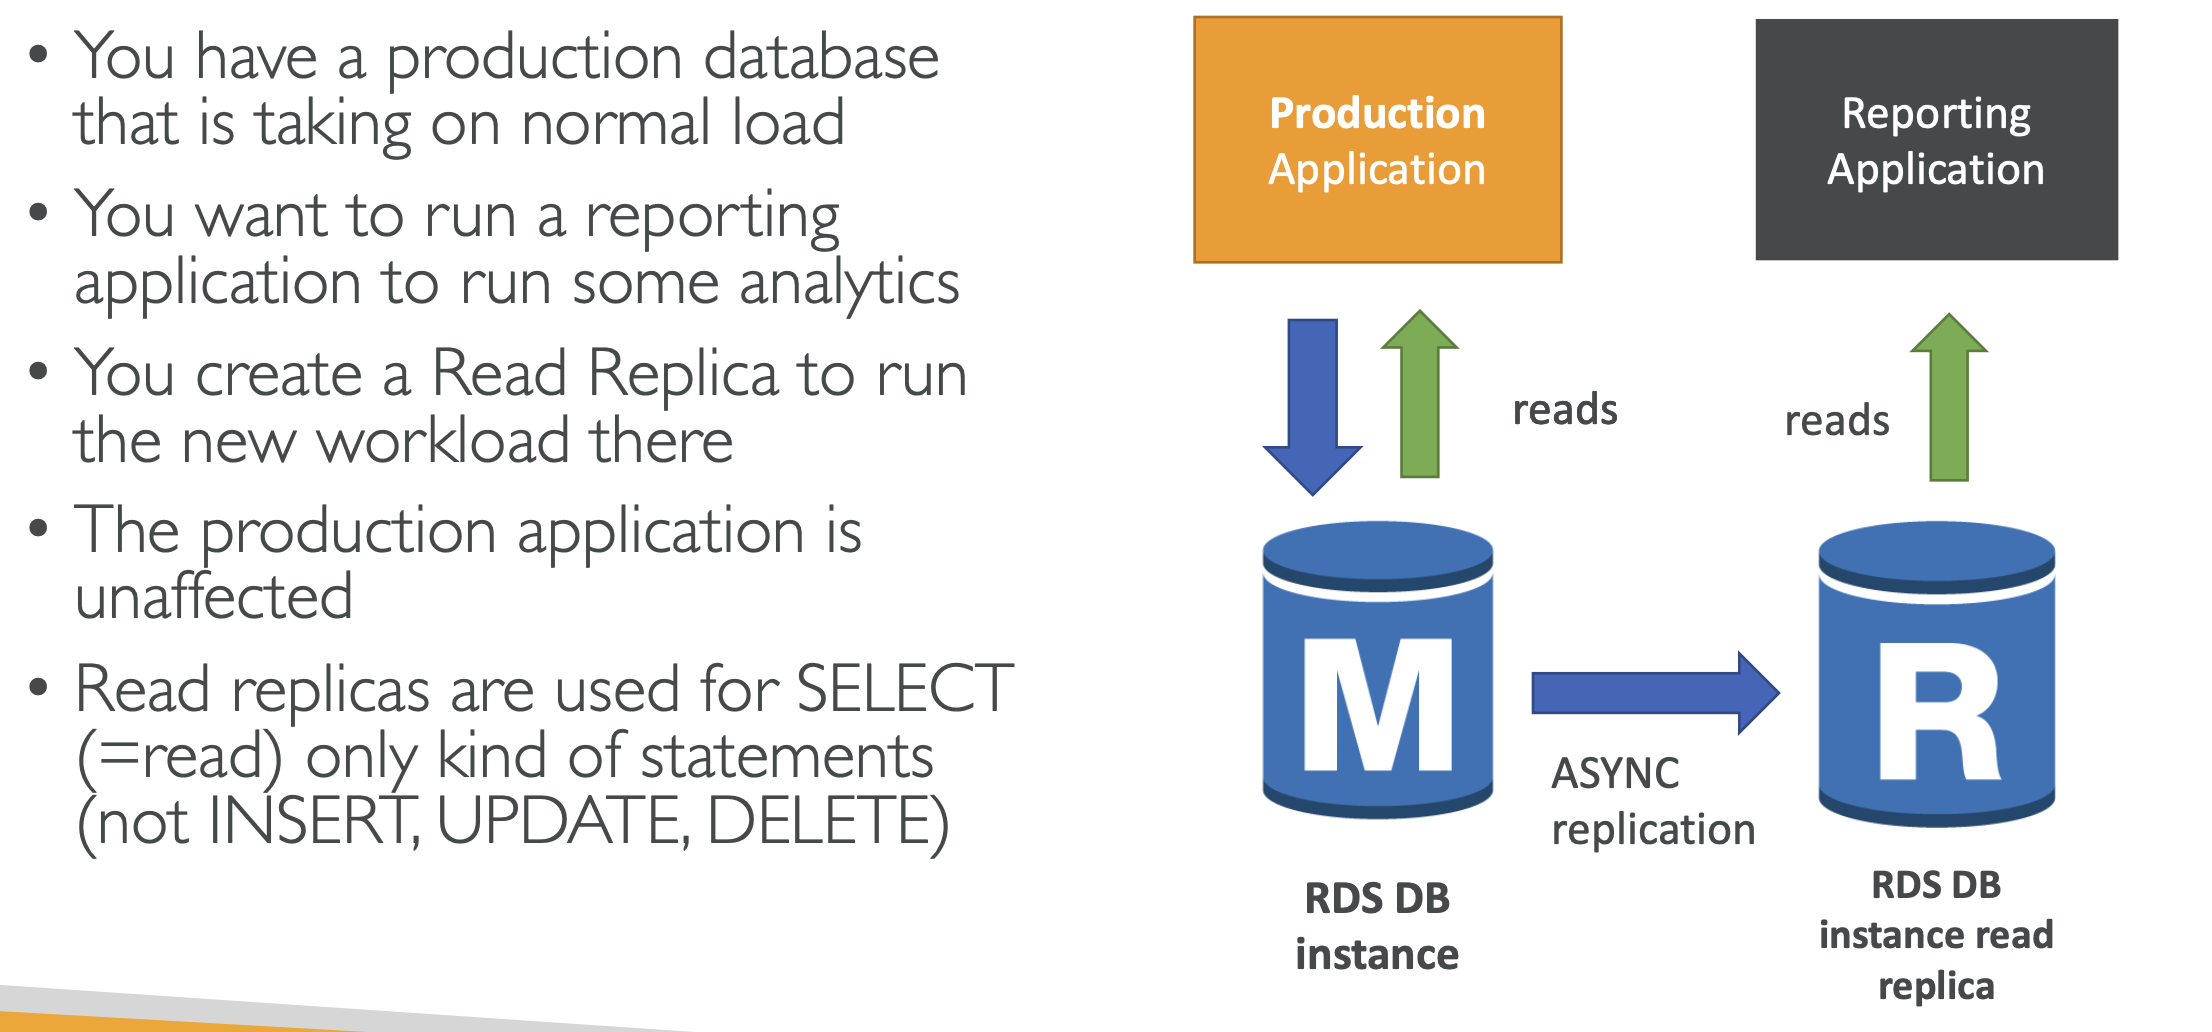 • You have a production database
that is taking on normal load
• You want to run a reporting
application to run some analytics
• You create a Read Replica to run
the new workload there
• The production application is
unaffected
• Read replicas are used for SELECT
(=read) only kind of statements
(not INSERT, UPDATE, DELETE)
Production
Application
Reporting
Application
reads
reads
M
R
ASYNC
replication
RDS DB
instance
RDS DB
instance read
replica